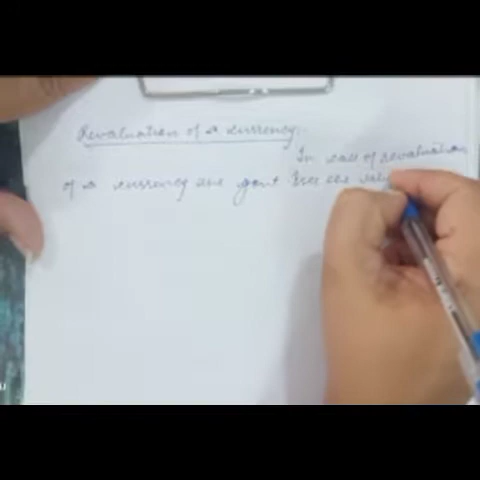 Revaluation of a currency:
In case of revaluation
of a currency the govt